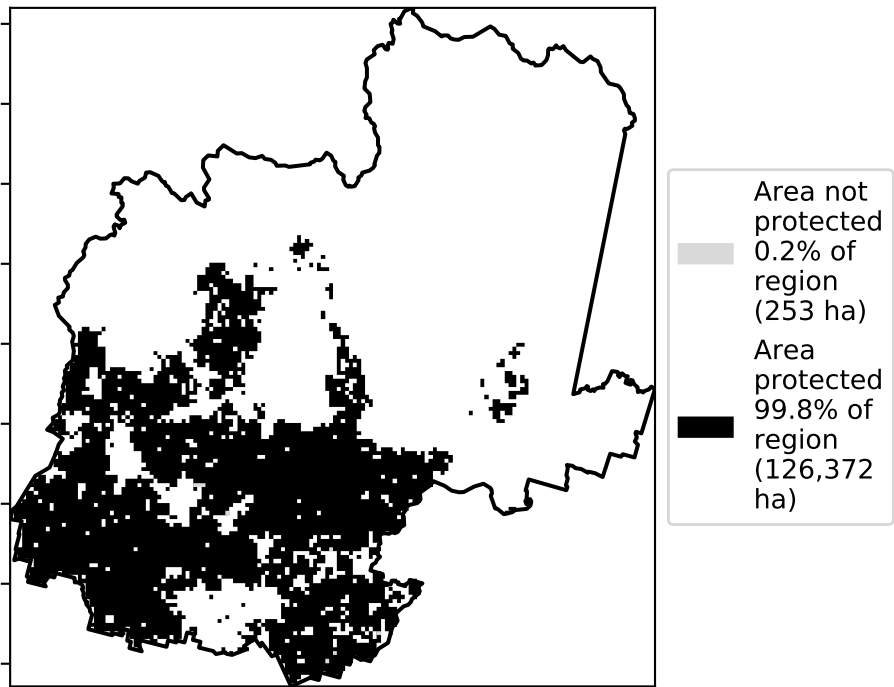 Area not
protected
0.2% of
region
(253 ha)
Area
protected
99.8% of
region
(126,372
ha)